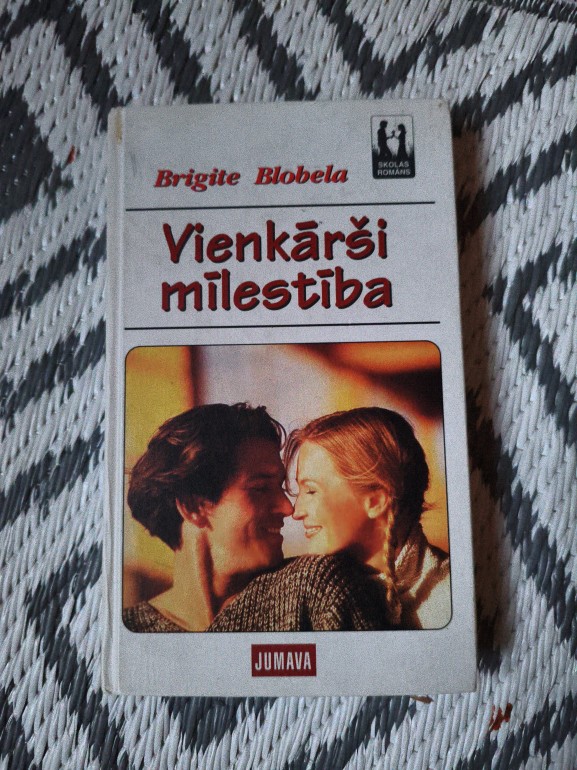 SKOLAS
ROMĀNS
Brigite Blobela
Vienkārši
mīlestība
JUMAVA